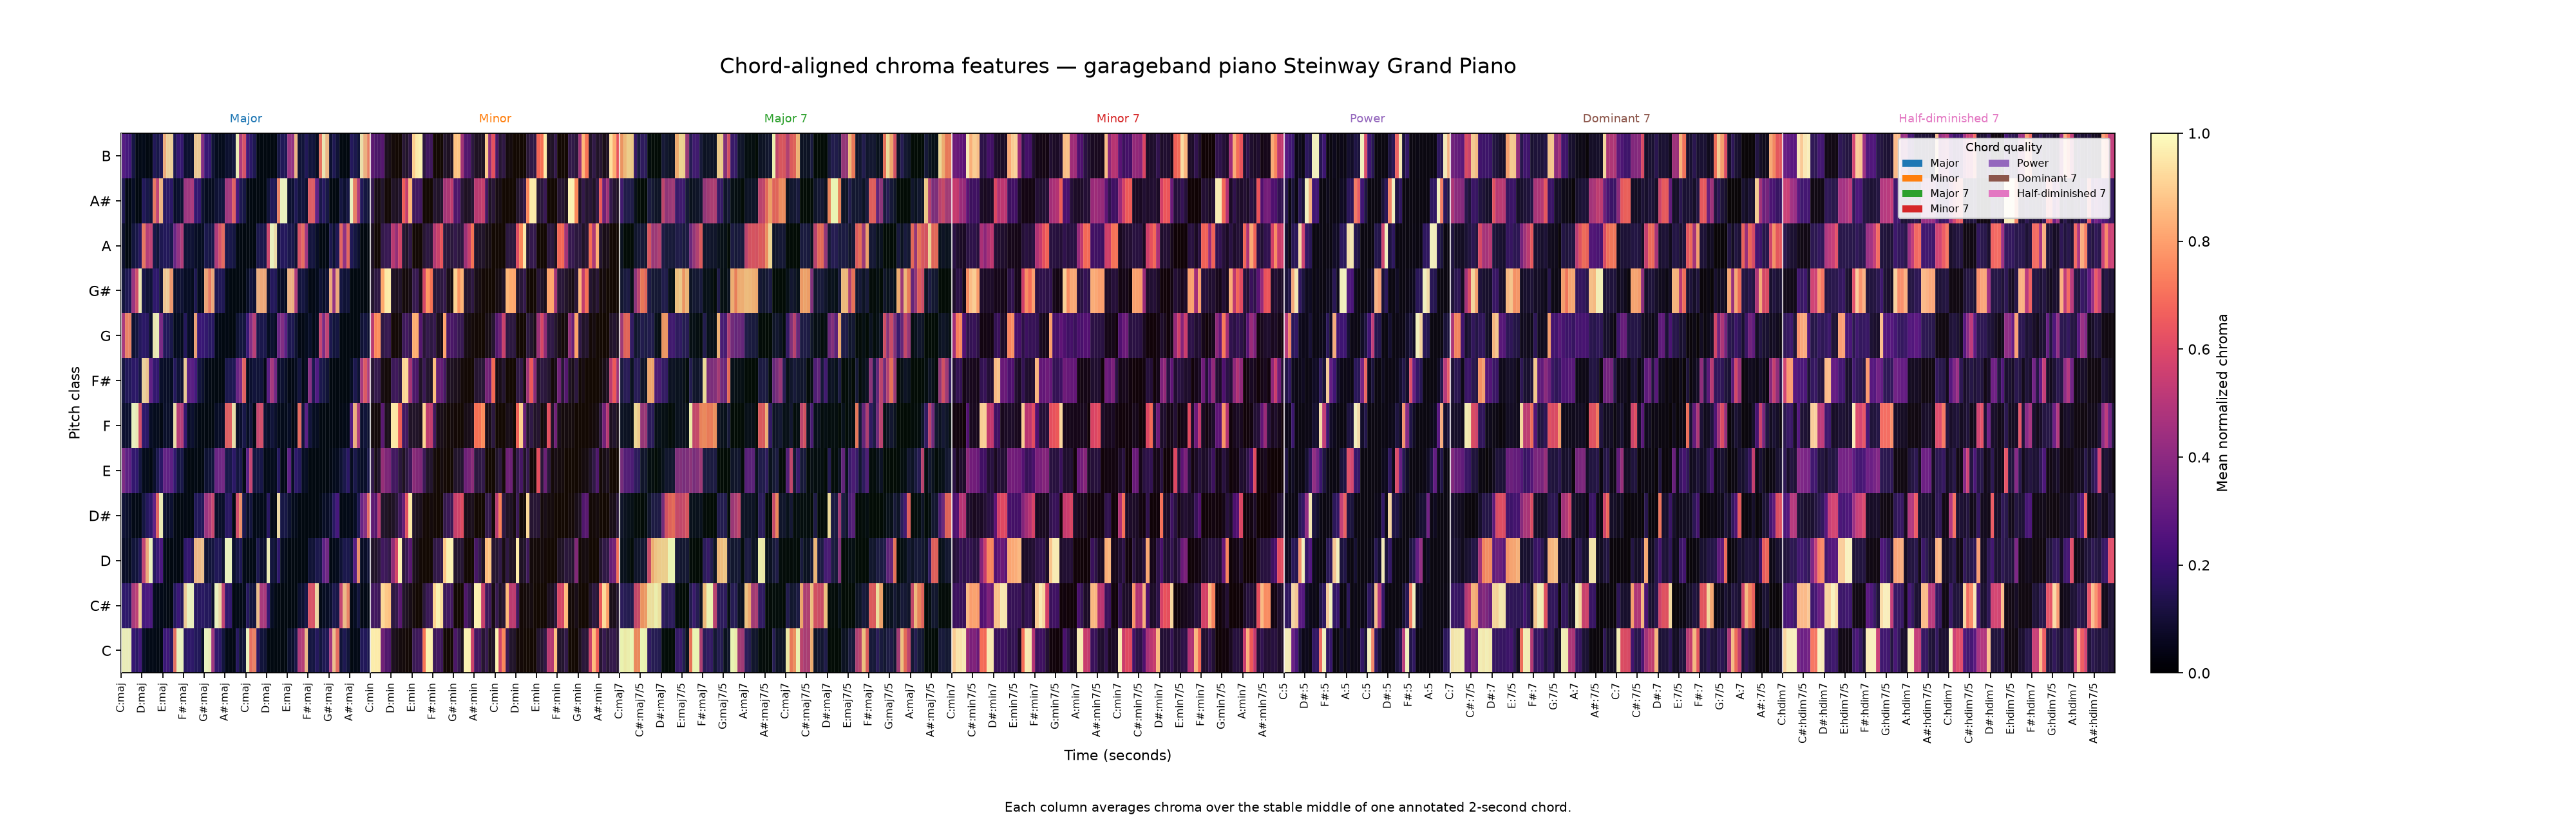 Chord-aligned chroma features — garageband piano Steinway Grand Piano
Major Minor Major 7 Minor 7 Power Dominant 7 Half-diminished 7
Chord quality
Major Power
Minor Dominant 7
Major 7 Half-diminished 7
Minor 7
Pitch class
B
A#
A
G#
G
F#
F
E
D#
D
C#
C
C:maj D:maj E:maj F#:maj G#:maj A#:maj C:maj D:maj E:maj F#:maj G#:maj A#:maj C:min D:min E:min F#:min G#:min A#:min C:min D:min E:min F#:min G#:min A#:min C:maj7 C#:maj7/5 D#:maj7 E:maj7/5 F#:maj7 G:maj7/5 A:maj7 A#:maj7/5 C:maj7 C#:maj7/5 D#:maj7 E:maj7/5 F#:maj7 G:maj7/5 A:maj7 A#:maj7/5 C:min7 C#:min7/5 D#:min7 E:min7/5 F#:min7 G:min7/5 A:min7 A#:min7/5 C:min7 C#:min7/5 D#:min7 E:min7/5 F#:min7 G:min7/5 A:min7 A#:min7/5 C:5 D#:5 F#:5 A:5 C:5 D#:5 F#:5 A:5 C:7 C#:7/5 D#:7 E:7/5 F#:7 G:7/5 A:7 A#:7/5 C:7 C#:7/5 D#:7 E:7/5 F#:7 G:7/5 A:7 A#:7/5 C:hdim7 C#:hdim7/5 D#:hdim7 E:hdim7/5 F#:hdim7 G:hdim7/5 A:hdim7 A#:hdim7/5 C:hdim7 C#:hdim7/5 D#:hdim7 E:hdim7/5 F#:hdim7 G:hdim7/5 A:hdim7 A#:hdim7/5
Time (seconds)
1.0
0.8
0.6
0.4
0.2
0.0
Mean normalized chroma
Each column averages chroma over the stable middle of one annotated 2-second chord.